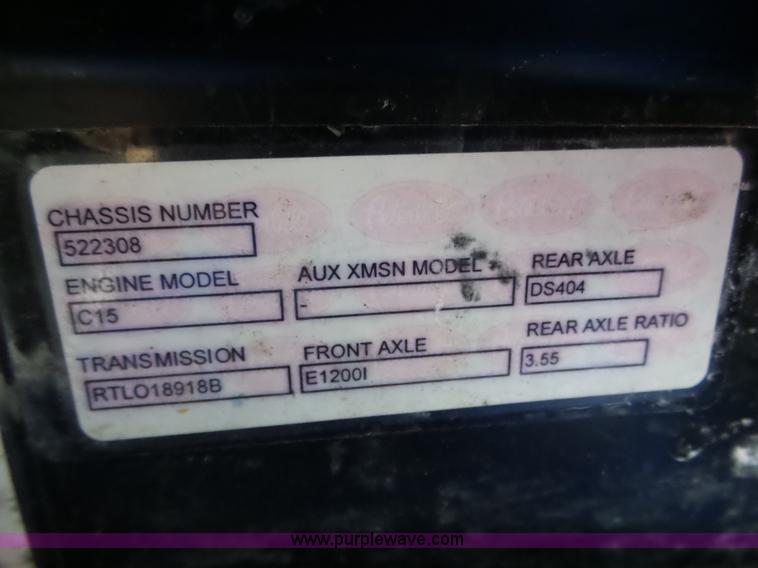 CHASSIS NUMBER
522308
ENGINE MODEL
C15
AUX XMSN MODEL
-
REAR AXLE
DS404
TRANSMISSION
RTLO18918B
FRONT AXLE
E1200I
REAR AXLE RATIO
3.55
www.purplewave.com